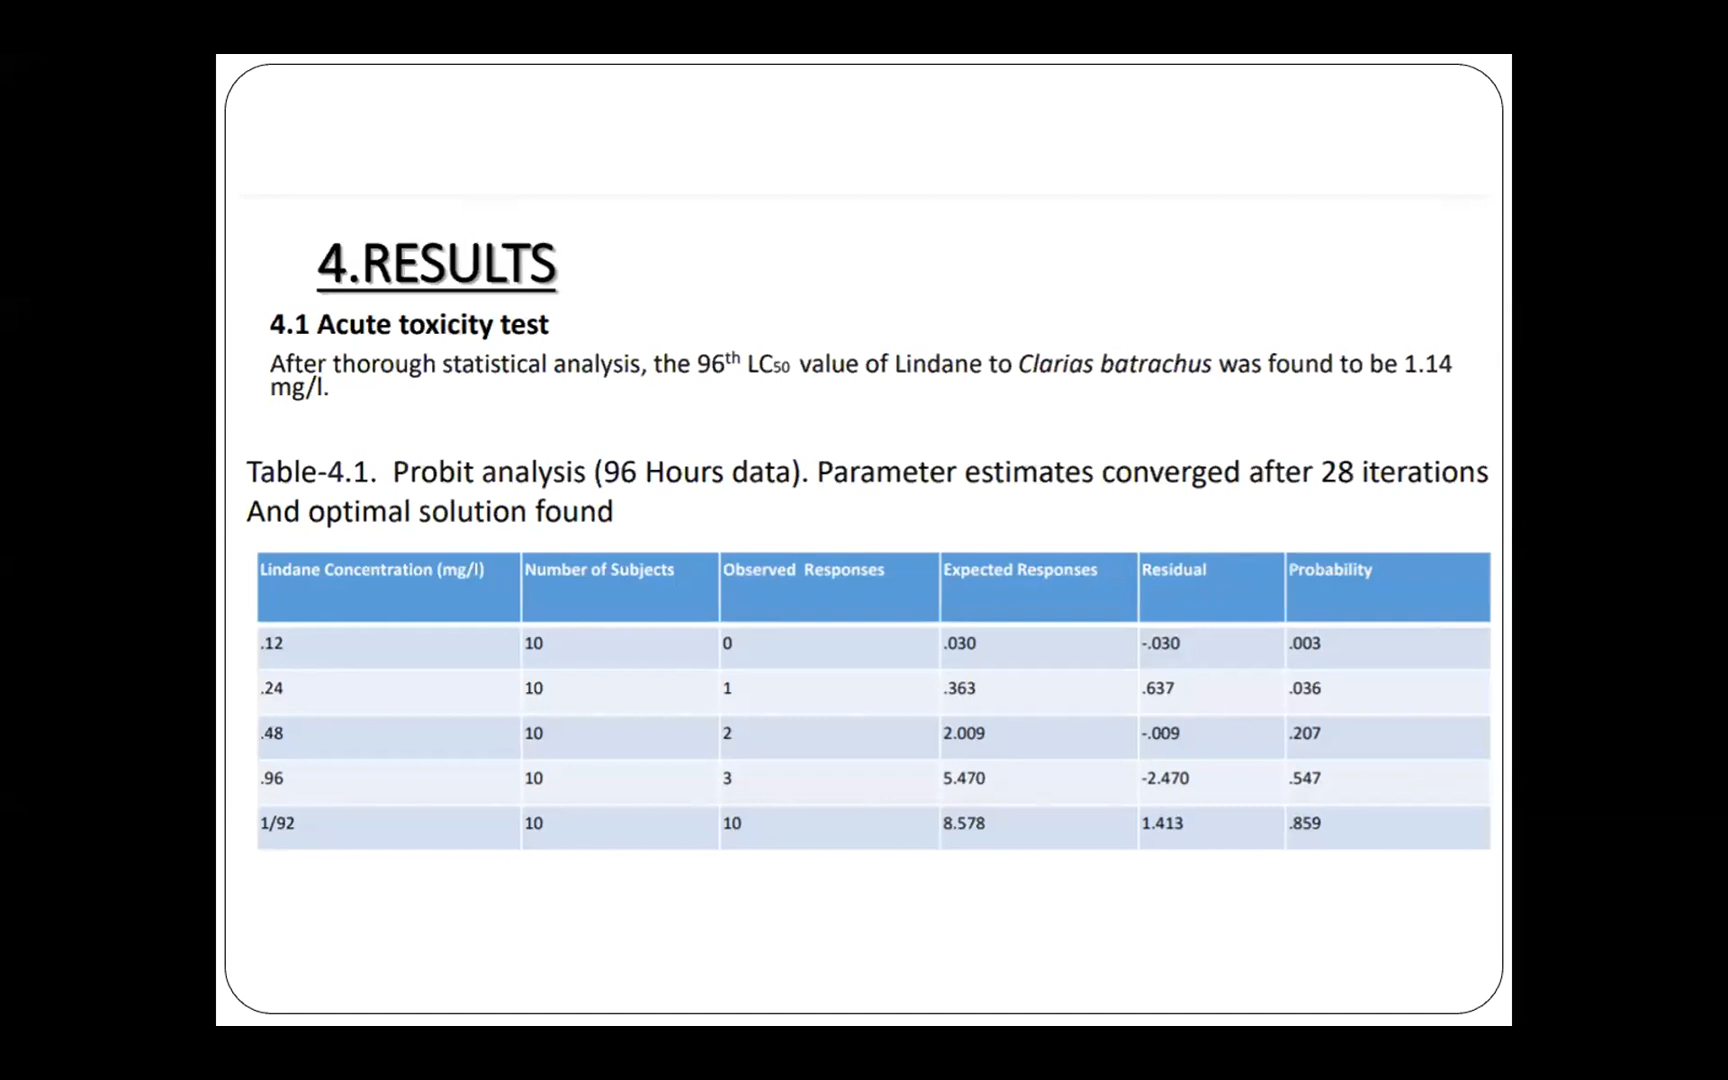 4.RESULTS
4.1 Acute toxicity test
After thorough statistical analysis, the 96th LC50 value of Lindane to Clarias batrachus was found to be 1.14
mg/l.
Table-4.1. Probit analysis (96 Hours data). Parameter estimates converged after 28 iterations
And optimal solution found
Lindane Concentration (mg/l) Number of Subjects Observed Responses Expected Responses Residual Probability
.12 10 0 .030 -.030 .003
.24 10 1 .363 .637 .036
.48 10 2 2.009 -.009 .207
.96 10 3 5.470 -2.470 .547
1/92 10 10 8.578 1.413 .859